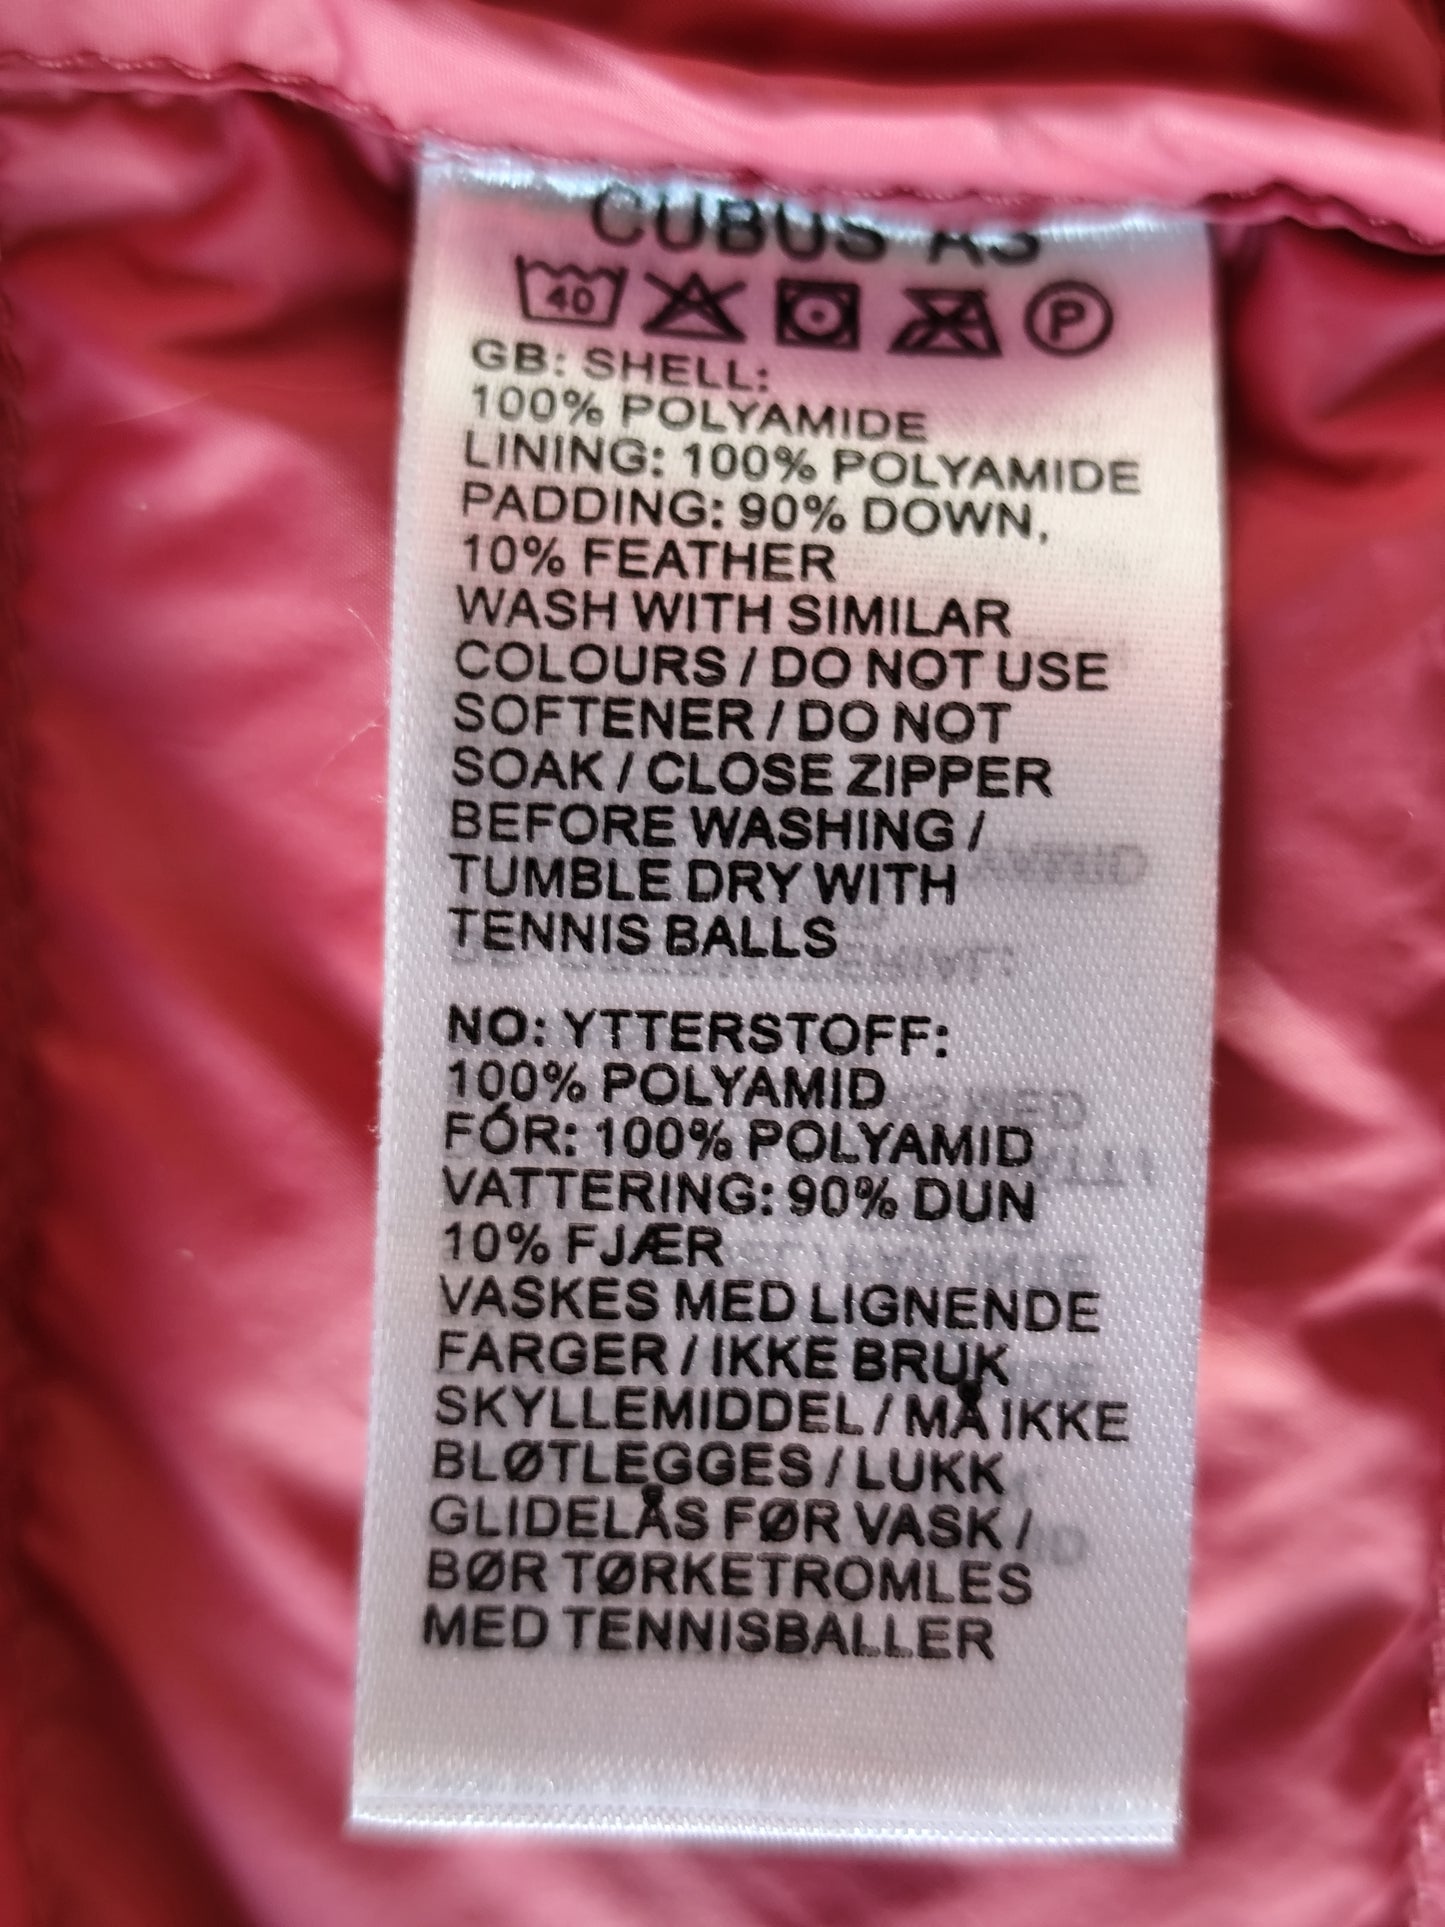 CUBUS AS
40 P
GB: SHELL:
100% POLYAMIDE
LINING: 100% POLYAMIDE
PADDING: 90% DOWN,
10% FEATHER
WASH WITH SIMILAR
COLOURS / DO NOT USE
SOFTENER / DO NOT
SOAK / CLOSE ZIPPER
BEFORE WASHING /
TUMBLE DRY WITH
TENNIS BALLS
NO: YTTERSTOFF:
100% POLYAMID
FÓR: 100% POLYAMID
VATTERING: 90% DUN
10% FJÆR
VASKES MED LIGNENDE
FARGER / IKKE BRUK
SKYLLEMIDDEL / MÅ IKKE
BLØTLEGGES / LUKK
GLIDELÅS FØR VASK /
BØR TØRKETROMLES
MED TENNISBALLER